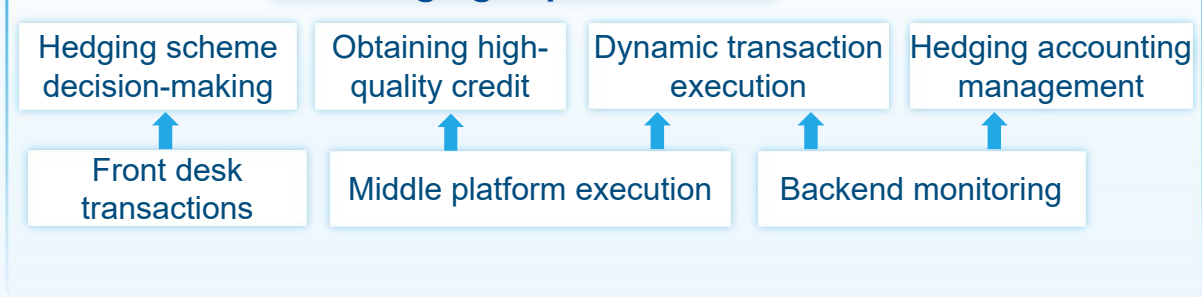 Hedging scheme
decision-making
Obtaining high-
quality credit
Dynamic transaction
execution
Hedging accounting
management
Front desk
transactions
Middle platform execution
Backend monitoring